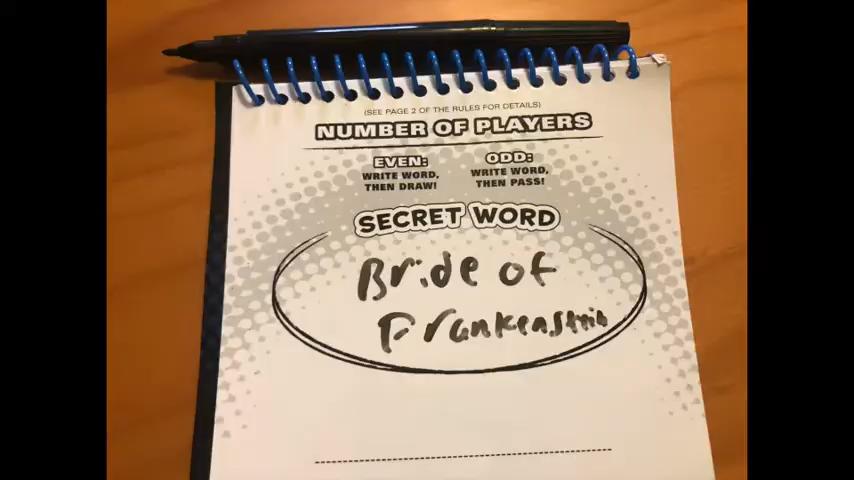 (SEE PAGE 2 OF THE RULES FOR DETAILS)
NUMBER OF PLAYERS
EVEN: ODD:
WRITE WORD, WRITE WORD,
THEN DRAW! THEN PASS!
SECRET WORD
Bride of
Frankenstein